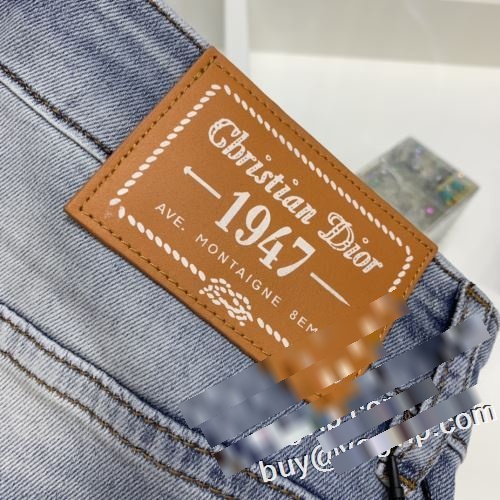 Christian Dior
1947
AVE. MONTAIGNE 8EM